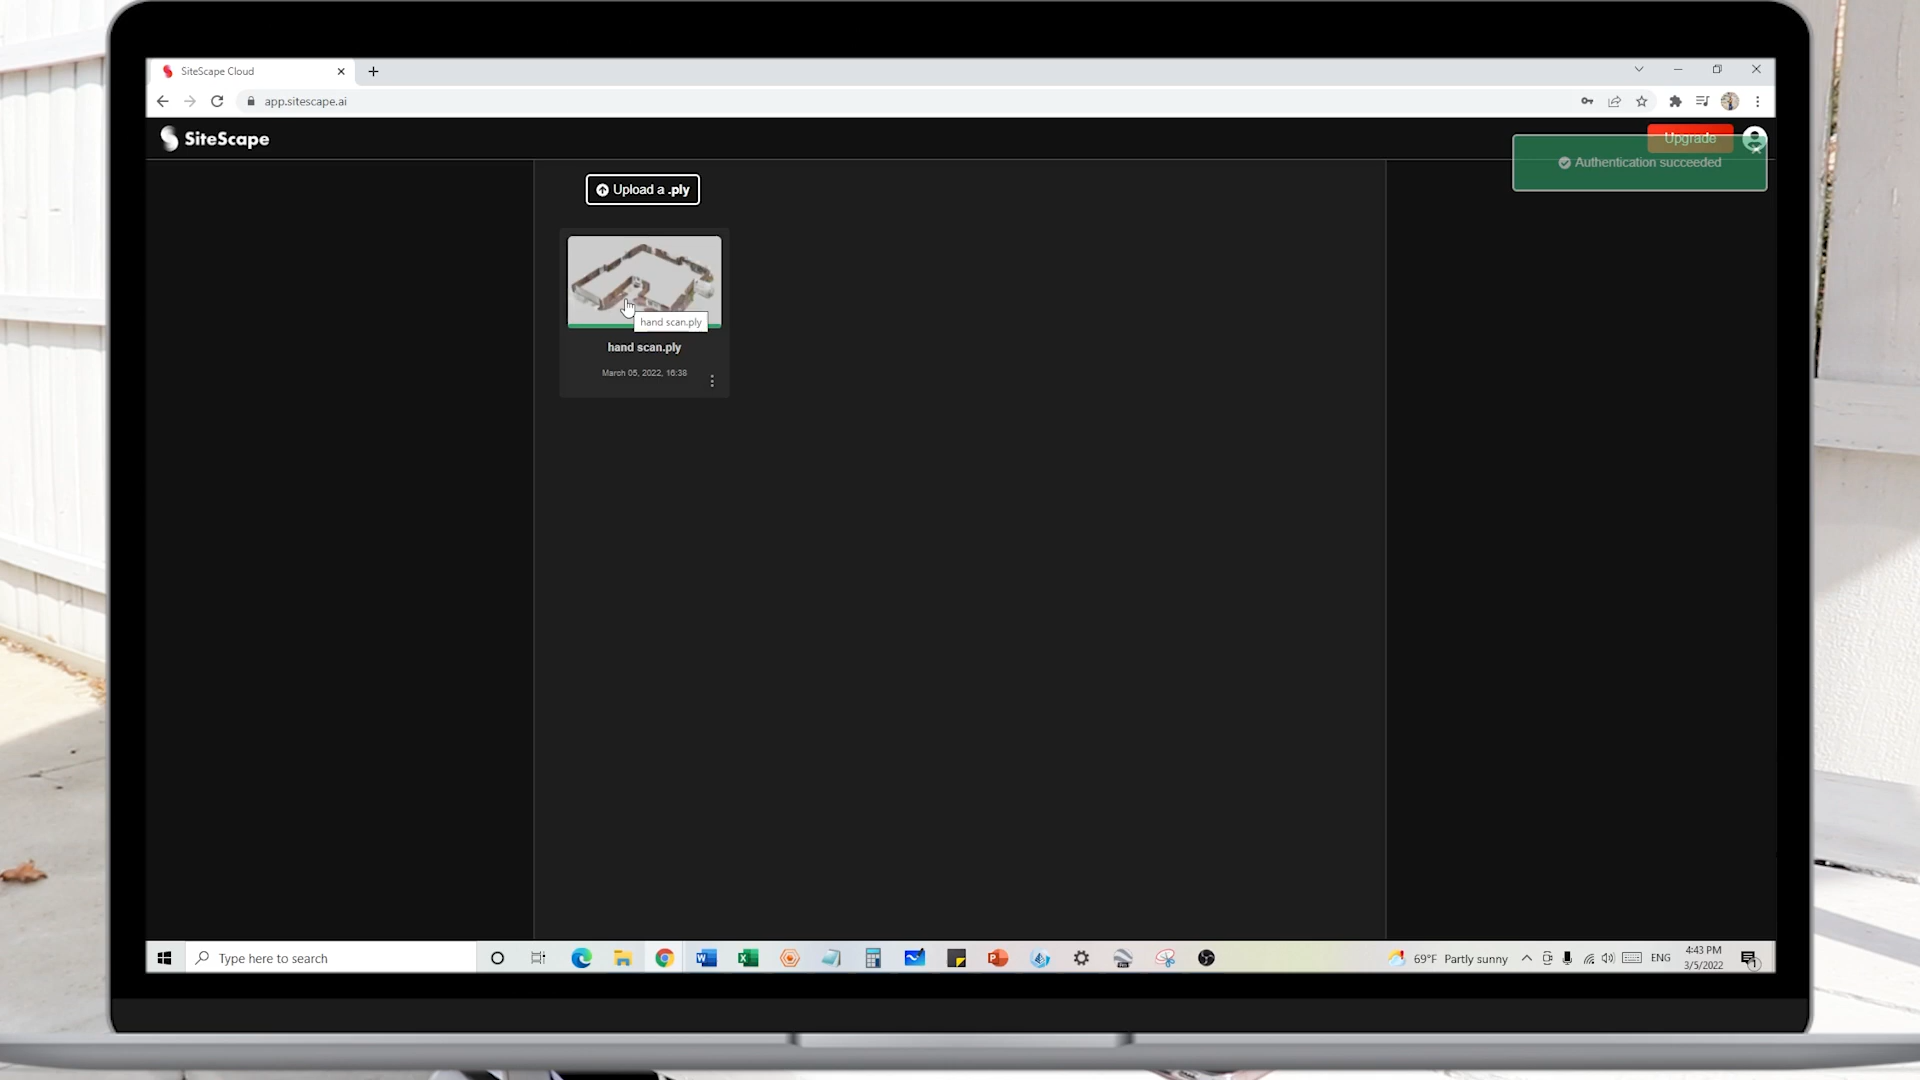 SiteScape Cloud
app.sitescape.ai
SiteScape
Upgrade
Authentication succeeded
Upload a .ply
hand scan.ply
hand scan.ply
March 05, 2022, 16:38
Type here to search
69°F Partly sunny
ENG
4:43 PM
3/5/2022
1